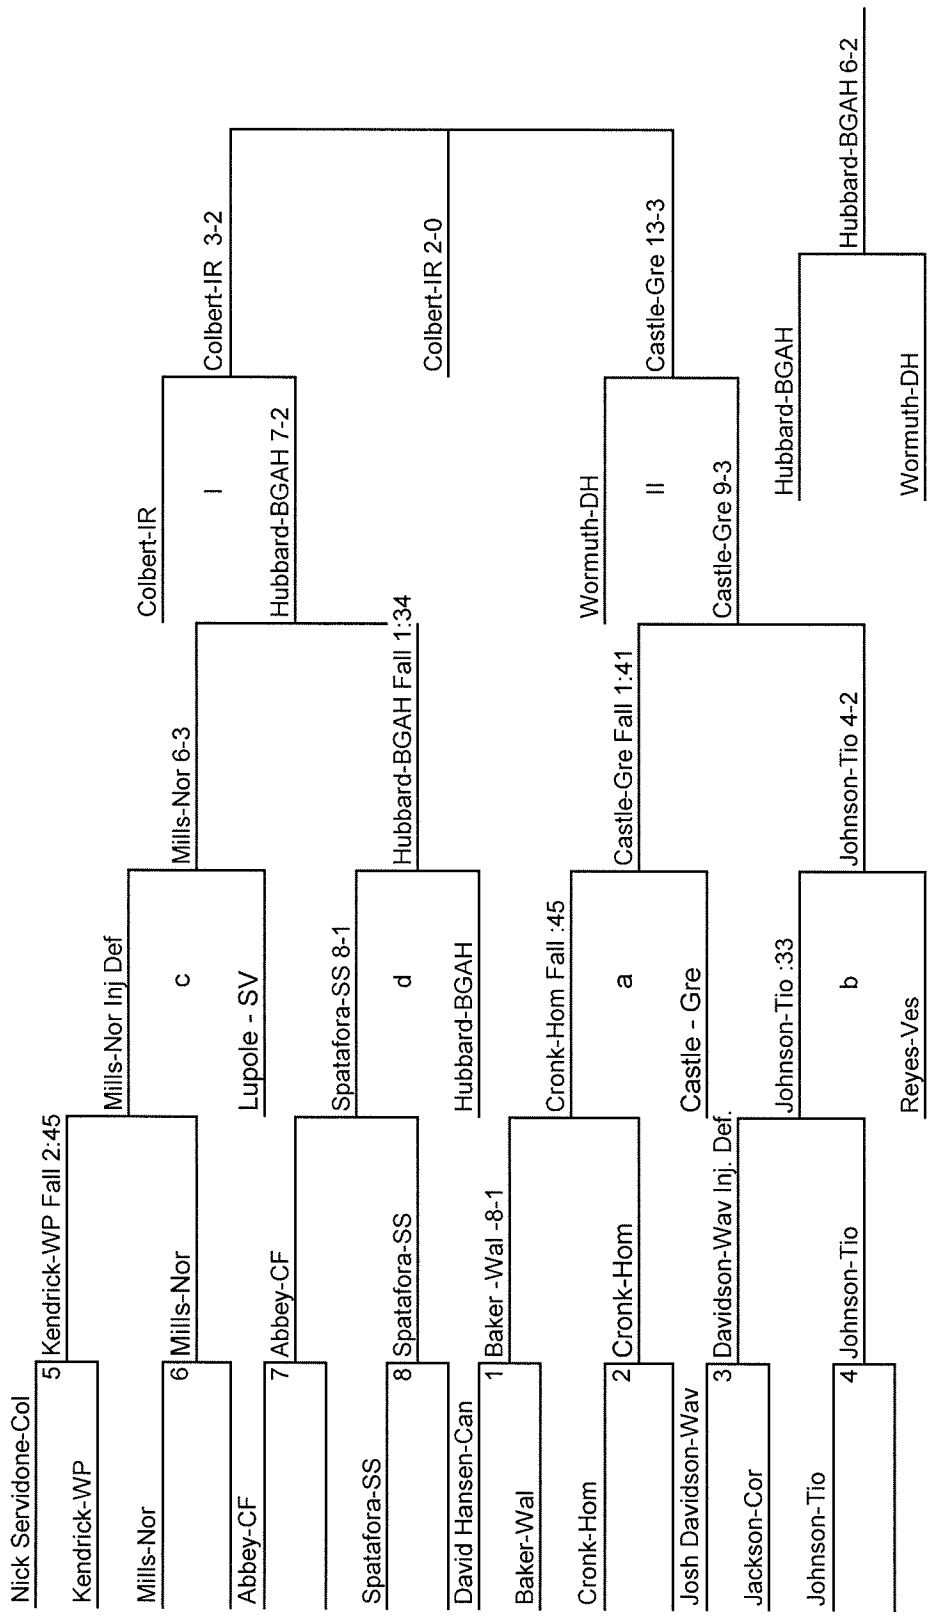 Nick Servidone-Col
Kendrick-WP
Mills-Nor
Abbey-CF
Spatafora-SS
David Hansen-Can
Baker-Wal
Cronk-Hom
Josh Davidson-Wav
Jackson-Cor
Johnson-Tio
5
Kendrick-WP Fall 2:45
6
Mills-Nor
7
Abbey-CF
8
Spatafora-SS
1
Baker -Wal -8-1
2
Cronk-Hom
3
Davidson-Wav Inj. Def.
4
Johnson-Tio
Mills-Nor Inj Def
c
Lupole - SV
Spatafora-SS 8-1
d
Hubbard-BGAH
Cronk-Hom Fall :45
a
Castle - Gre
Johnson-Tio :33
b
Reyes-Ves
Mills-Nor 6-3
Hubbard-BGAH Fall 1:34
Castle-Gre Fall 1:41
Johnson-Tio 4-2
Colbert-IR
I
Hubbard-BGAH 7-2
Wormuth-DH
II
Castle-Gre 9-3
Colbert-IR 3-2
Colbert-IR 2-0
Castle-Gre 13-3
Hubbard-BGAH
Wormuth-DH
Hubbard-BGAH 6-2